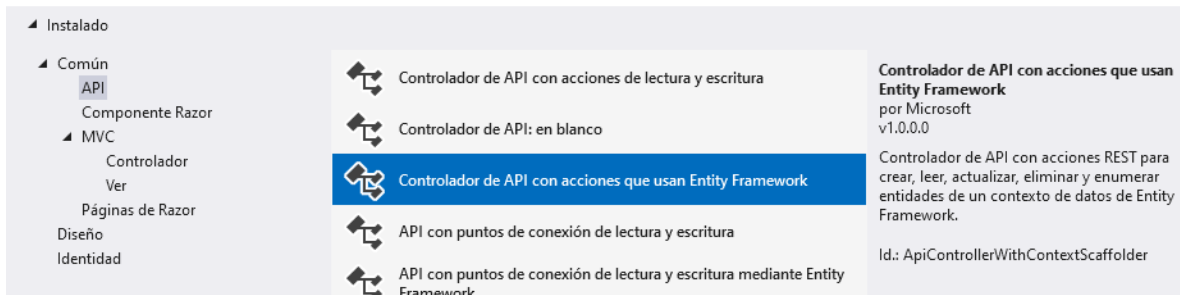 Instalado
Común
API
Componente Razor
MVC
Controlador
Ver
Páginas de Razor
Diseño
Identidad
Controlador de API con acciones de lectura y escritura
Controlador de API: en blanco
Controlador de API con acciones que usan Entity Framework
API con puntos de conexión de lectura y escritura
API con puntos de conexión de lectura y escritura mediante Entity
Framework
Controlador de API con acciones que usan
Entity Framework
por Microsoft
v1.0.0.0
Controlador de API con acciones REST para
crear, leer, actualizar, eliminar y enumerar
entidades de un contexto de datos de Entity
Framework.
Id.: ApiControllerWithContextScaffolder